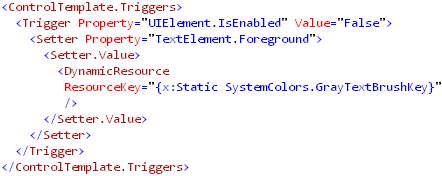 <ControlTemplate.Triggers>
  <Trigger Property="UIElement.IsEnabled" Value="False">
    <Setter Property="TextElement.Foreground">
      <Setter.Value>
        <DynamicResource
         ResourceKey="{x:Static SystemColors.GrayTextBrushKey}"
         />
      </Setter.Value>
    </Setter>
  </Trigger>
</ControlTemplate.Triggers>